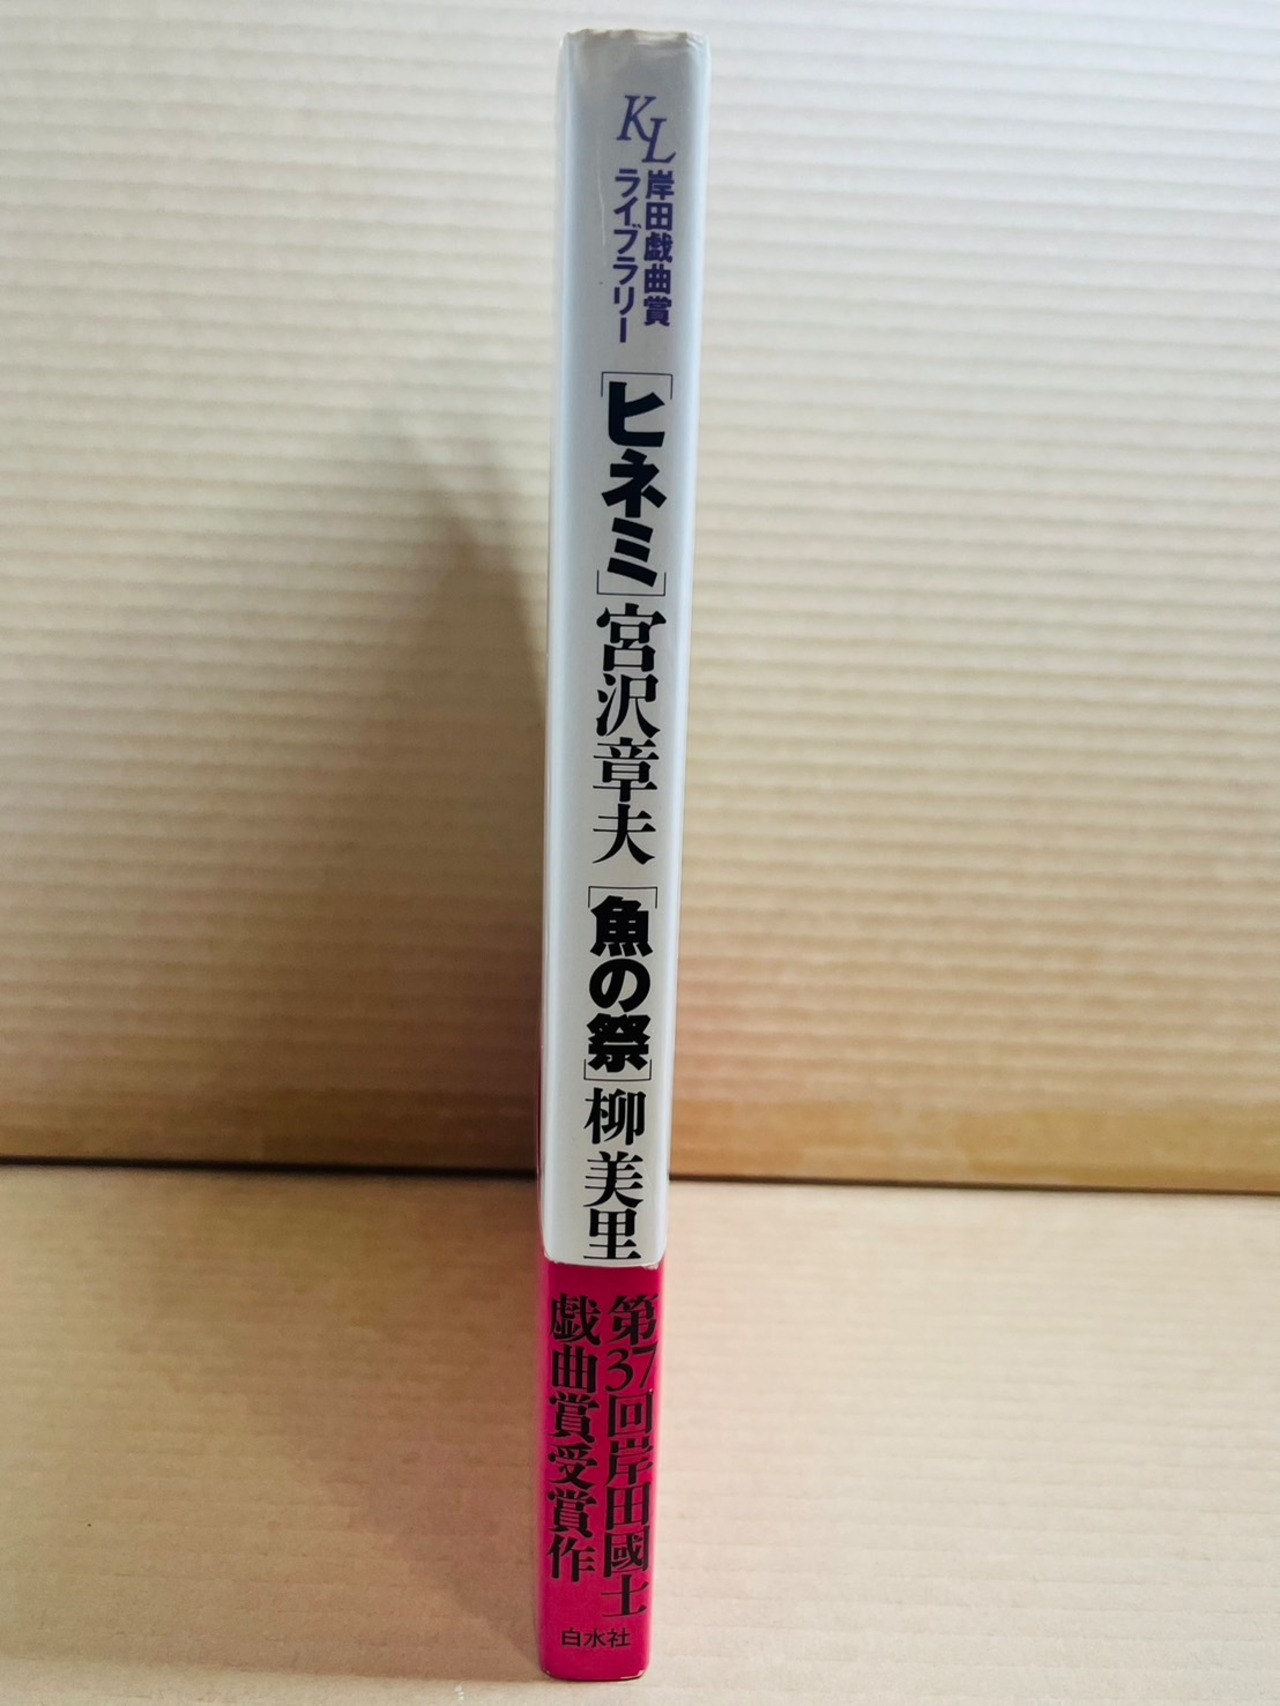 KL
岸田戯曲賞
ライブラリー
[ヒネミ]宮沢章夫
[魚の祭]柳美里
第37回岸田國士
戯曲賞受賞作
白水社